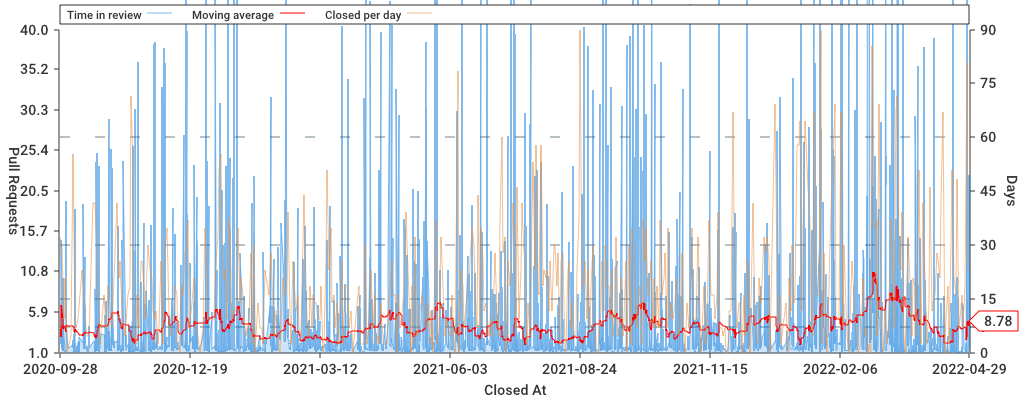 Time in review Moving average Closed per day
40.0 90
35.2 75
30.3
25.4 60
20.5 45
15.7 30
10.8
5.9 15
8.78
1.0 0
Pull Requests
Days
2020-09-28 2020-12-19 2021-03-12 2021-06-03 2021-08-24 2021-11-15 2022-02-06 2022-04-29
Closed At